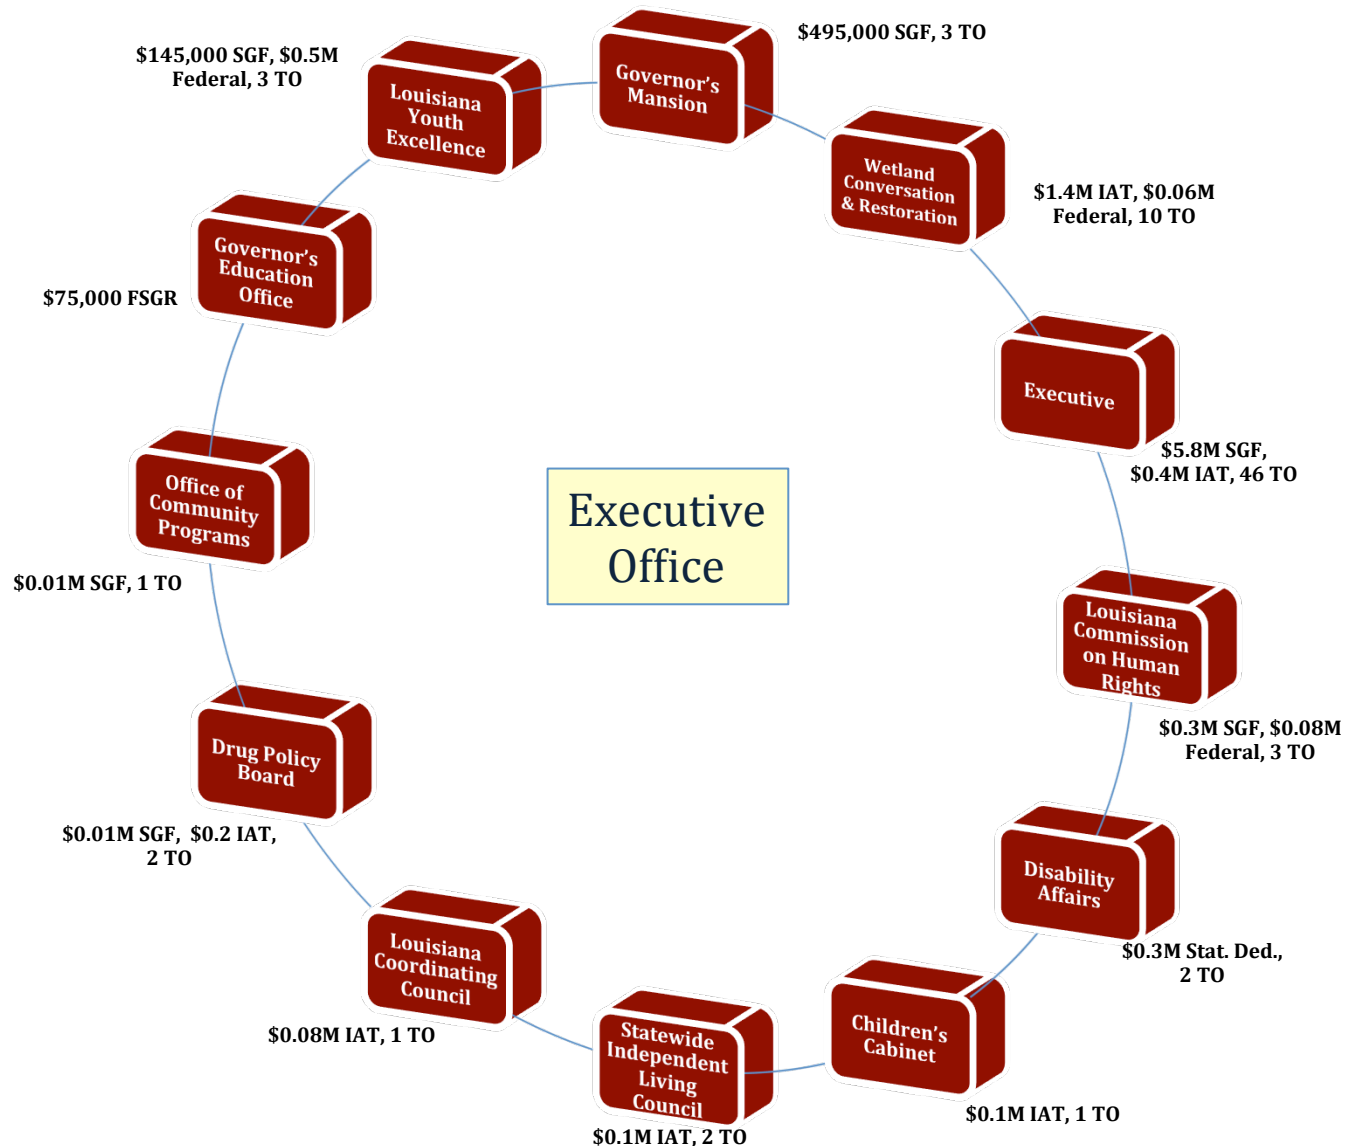 $495,000 SGF, 3 TO
Governor's
Mansion
$145,000 SGF, $0.5M
Federal, 3 TO
Louisiana
Youth
Excellence
Wetland
Conversation
& Restoration
$1.4M IAT, $0.06M
Federal, 10 TO
Governor's
Education
Office
$75,000 FSGR
Executive
$5.8M SGF,
$0.4M IAT, 46 TO
Executive
Office
Office of
Community
Programs
$0.01M SGF, 1 TO
Louisiana
Commission
on Human
Rights
$0.3M SGF, $0.08M
Federal, 3 TO
Drug Policy
Board
$0.01M SGF,  $0.2 IAT,
2 TO
Disability
Affairs
$0.3M Stat. Ded.,
2 TO
Louisiana
Coordinating
Council
$0.08M IAT, 1 TO
Children's
Cabinet
$0.1M IAT, 1 TO
Statewide
Independent
Living
Council
$0.1M IAT, 2 TO